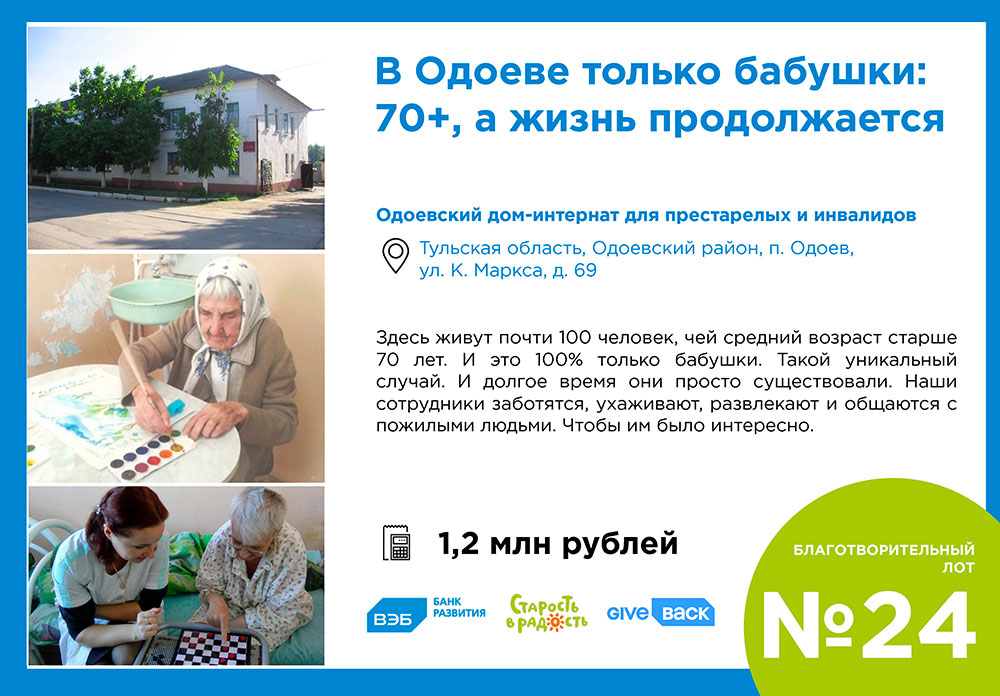 В Одоеве только бабушки:
70+, а жизнь продолжается
Одоевский дом-интернат для престарелых и инвалидов
Тульская область, Одоевский район, п. Одоев,
ул. К. Маркса, д. 69
Здесь живут почти 100 человек, чей средний возраст старше
70 лет. И это 100% только бабушки. Такой уникальный
случай. И долгое время они просто существовали. Наши
сотрудники заботятся, ухаживают, развлекают и общаются с
пожилыми людьми. Чтобы им было интересно.
1,2 млн рублей
ВЭБ БАНК
РАЗВИТИЯ
Старость
в радость
GIVE BACK
БЛАГОТВОРИТЕЛЬНЫЙ
ЛОТ
№24